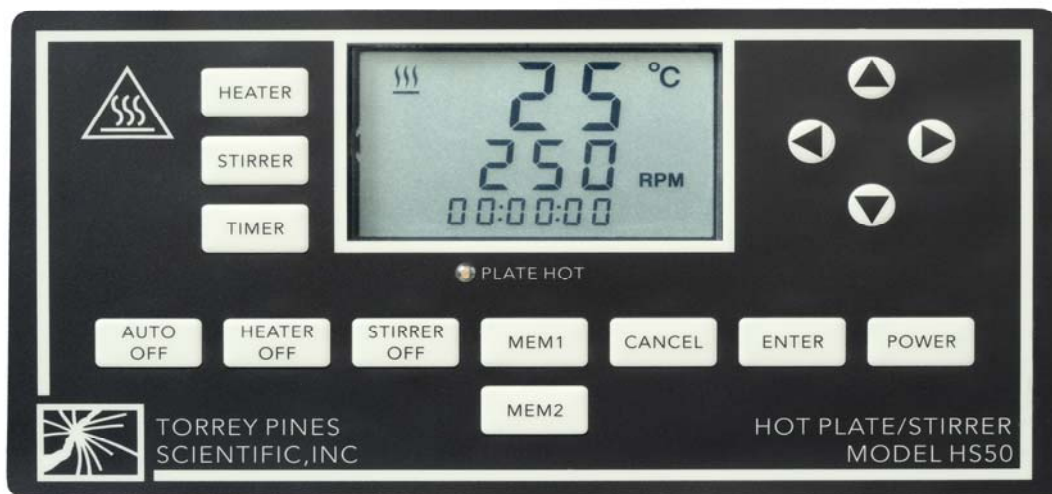 HEATER
STIRRER
TIMER
25 °C
250 RPM
00:00:00
PLATE HOT
AUTO
OFF
HEATER
OFF
STIRRER
OFF
MEM1
CANCEL
ENTER
POWER
MEM2
TORREY PINES
SCIENTIFIC,INC
HOT PLATE/STIRRER
MODEL HS50